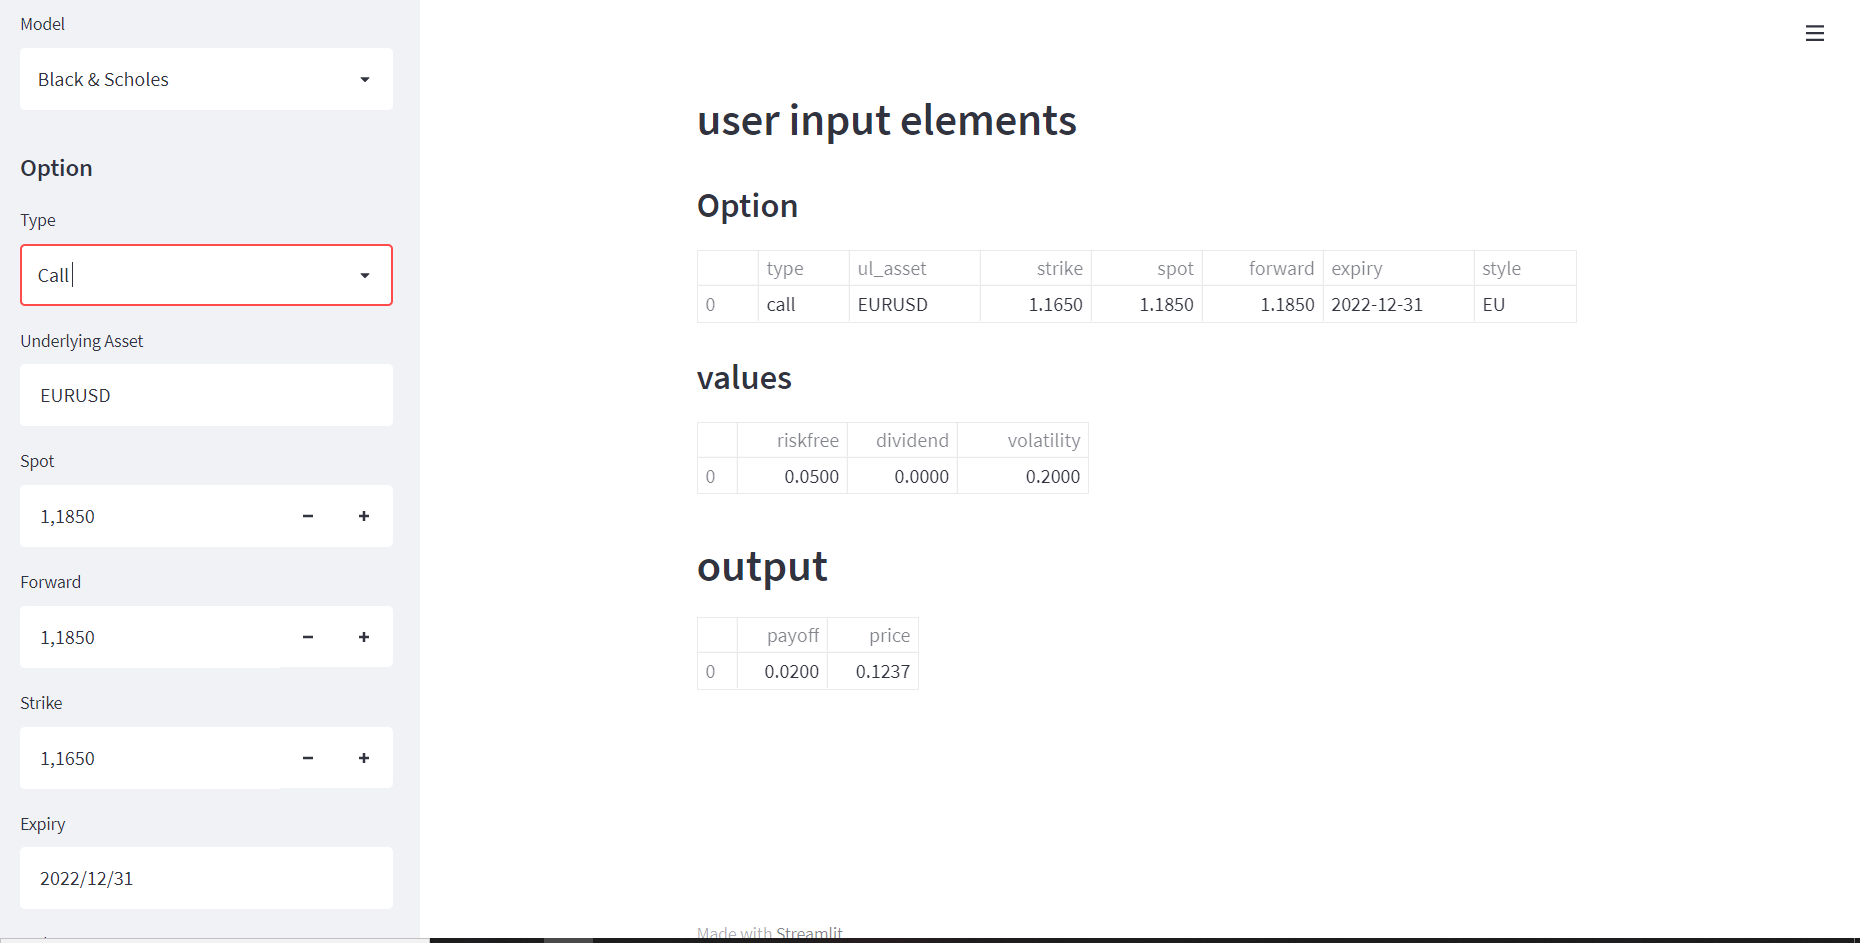 Model
Black & Scholes
Option
Type
Call
Underlying Asset
EURUSD
Spot
1,1850
Forward
1,1850
Strike
1,1650
Expiry
2022/12/31
user input elements
Option
type ul_asset strike spot forward expiry style
0 call EURUSD 1.1650 1.1850 1.1850 2022-12-31 EU
values
riskfree dividend volatility
0 0.0500 0.0000 0.2000
output
payoff price
0 0.0200 0.1237
Made with Streamlit